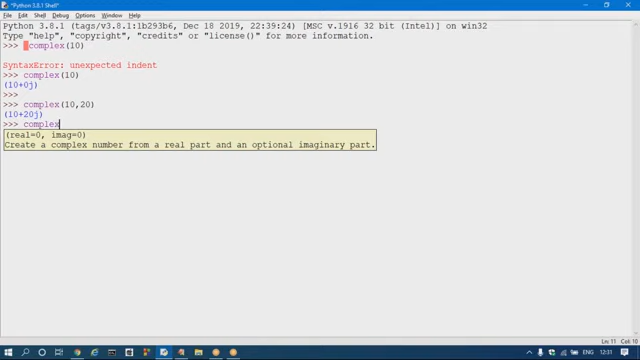 Python 3.8.1 Shell
File Edit Shell Debug Options Window Help
Python 3.8.1 (tags/v3.8.1:1b293b6, Dec 18 2019, 22:39:24) [MSC v.1916 32 bit (Intel)] on win32
Type "help", "copyright", "credits" or "license()" for more information.
>>> complex(10)
SyntaxError: unexpected indent
>>> complex(10)
(10+0j)
>>>
>>> complex(10,20)
(10+20j)
>>> complex
(real=0, imag=0)
Create a complex number from a real part and an optional imaginary part.
Ln: 11 Col: 10
12:31